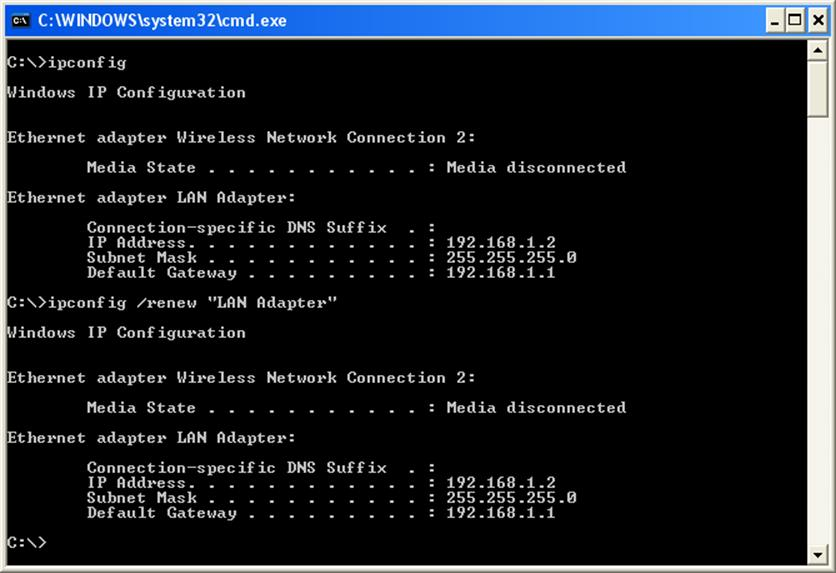 C:\WINDOWS\system32\cmd.exe
C:\>ipconfig
Windows IP Configuration
Ethernet adapter Wireless Network Connection 2:
Media State . . . . . . . . . . . : Media disconnected
Ethernet adapter LAN Adapter:
Connection-specific DNS Suffix . :
IP Address. . . . . . . . . . . . : 192.168.1.2
Subnet Mask . . . . . . . . . . . : 255.255.255.0
Default Gateway . . . . . . . . . : 192.168.1.1
C:\>ipconfig /renew "LAN Adapter"
Windows IP Configuration
Ethernet adapter Wireless Network Connection 2:
Media State . . . . . . . . . . . : Media disconnected
Ethernet adapter LAN Adapter:
Connection-specific DNS Suffix . :
IP Address. . . . . . . . . . . . : 192.168.1.2
Subnet Mask . . . . . . . . . . . : 255.255.255.0
Default Gateway . . . . . . . . . : 192.168.1.1
C:\>